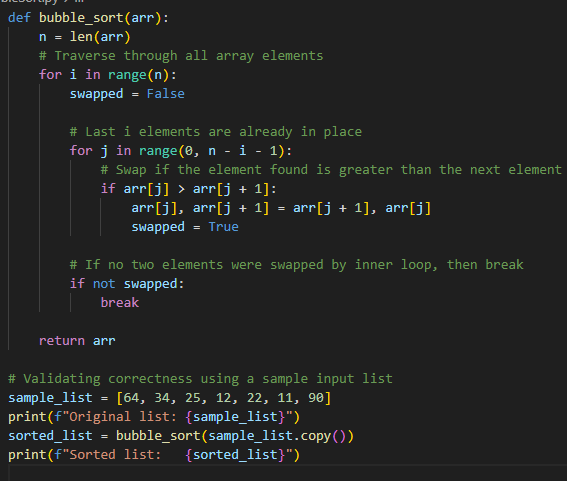 def bubble_sort(arr):
    n = len(arr)
    # Traverse through all array elements
    for i in range(n):
        swapped = False

        # Last i elements are already in place
        for j in range(0, n - i - 1):
            # Swap if the element found is greater than the next element
            if arr[j] > arr[j + 1]:
                arr[j], arr[j + 1] = arr[j + 1], arr[j]
                swapped = True

        # If no two elements were swapped by inner loop, then break
        if not swapped:
            break

    return arr

# Validating correctness using a sample input list
sample_list = [64, 34, 25, 12, 22, 11, 90]
print(f"Original list: {sample_list}")
sorted_list = bubble_sort(sample_list.copy())
print(f"Sorted list:   {sorted_list}")